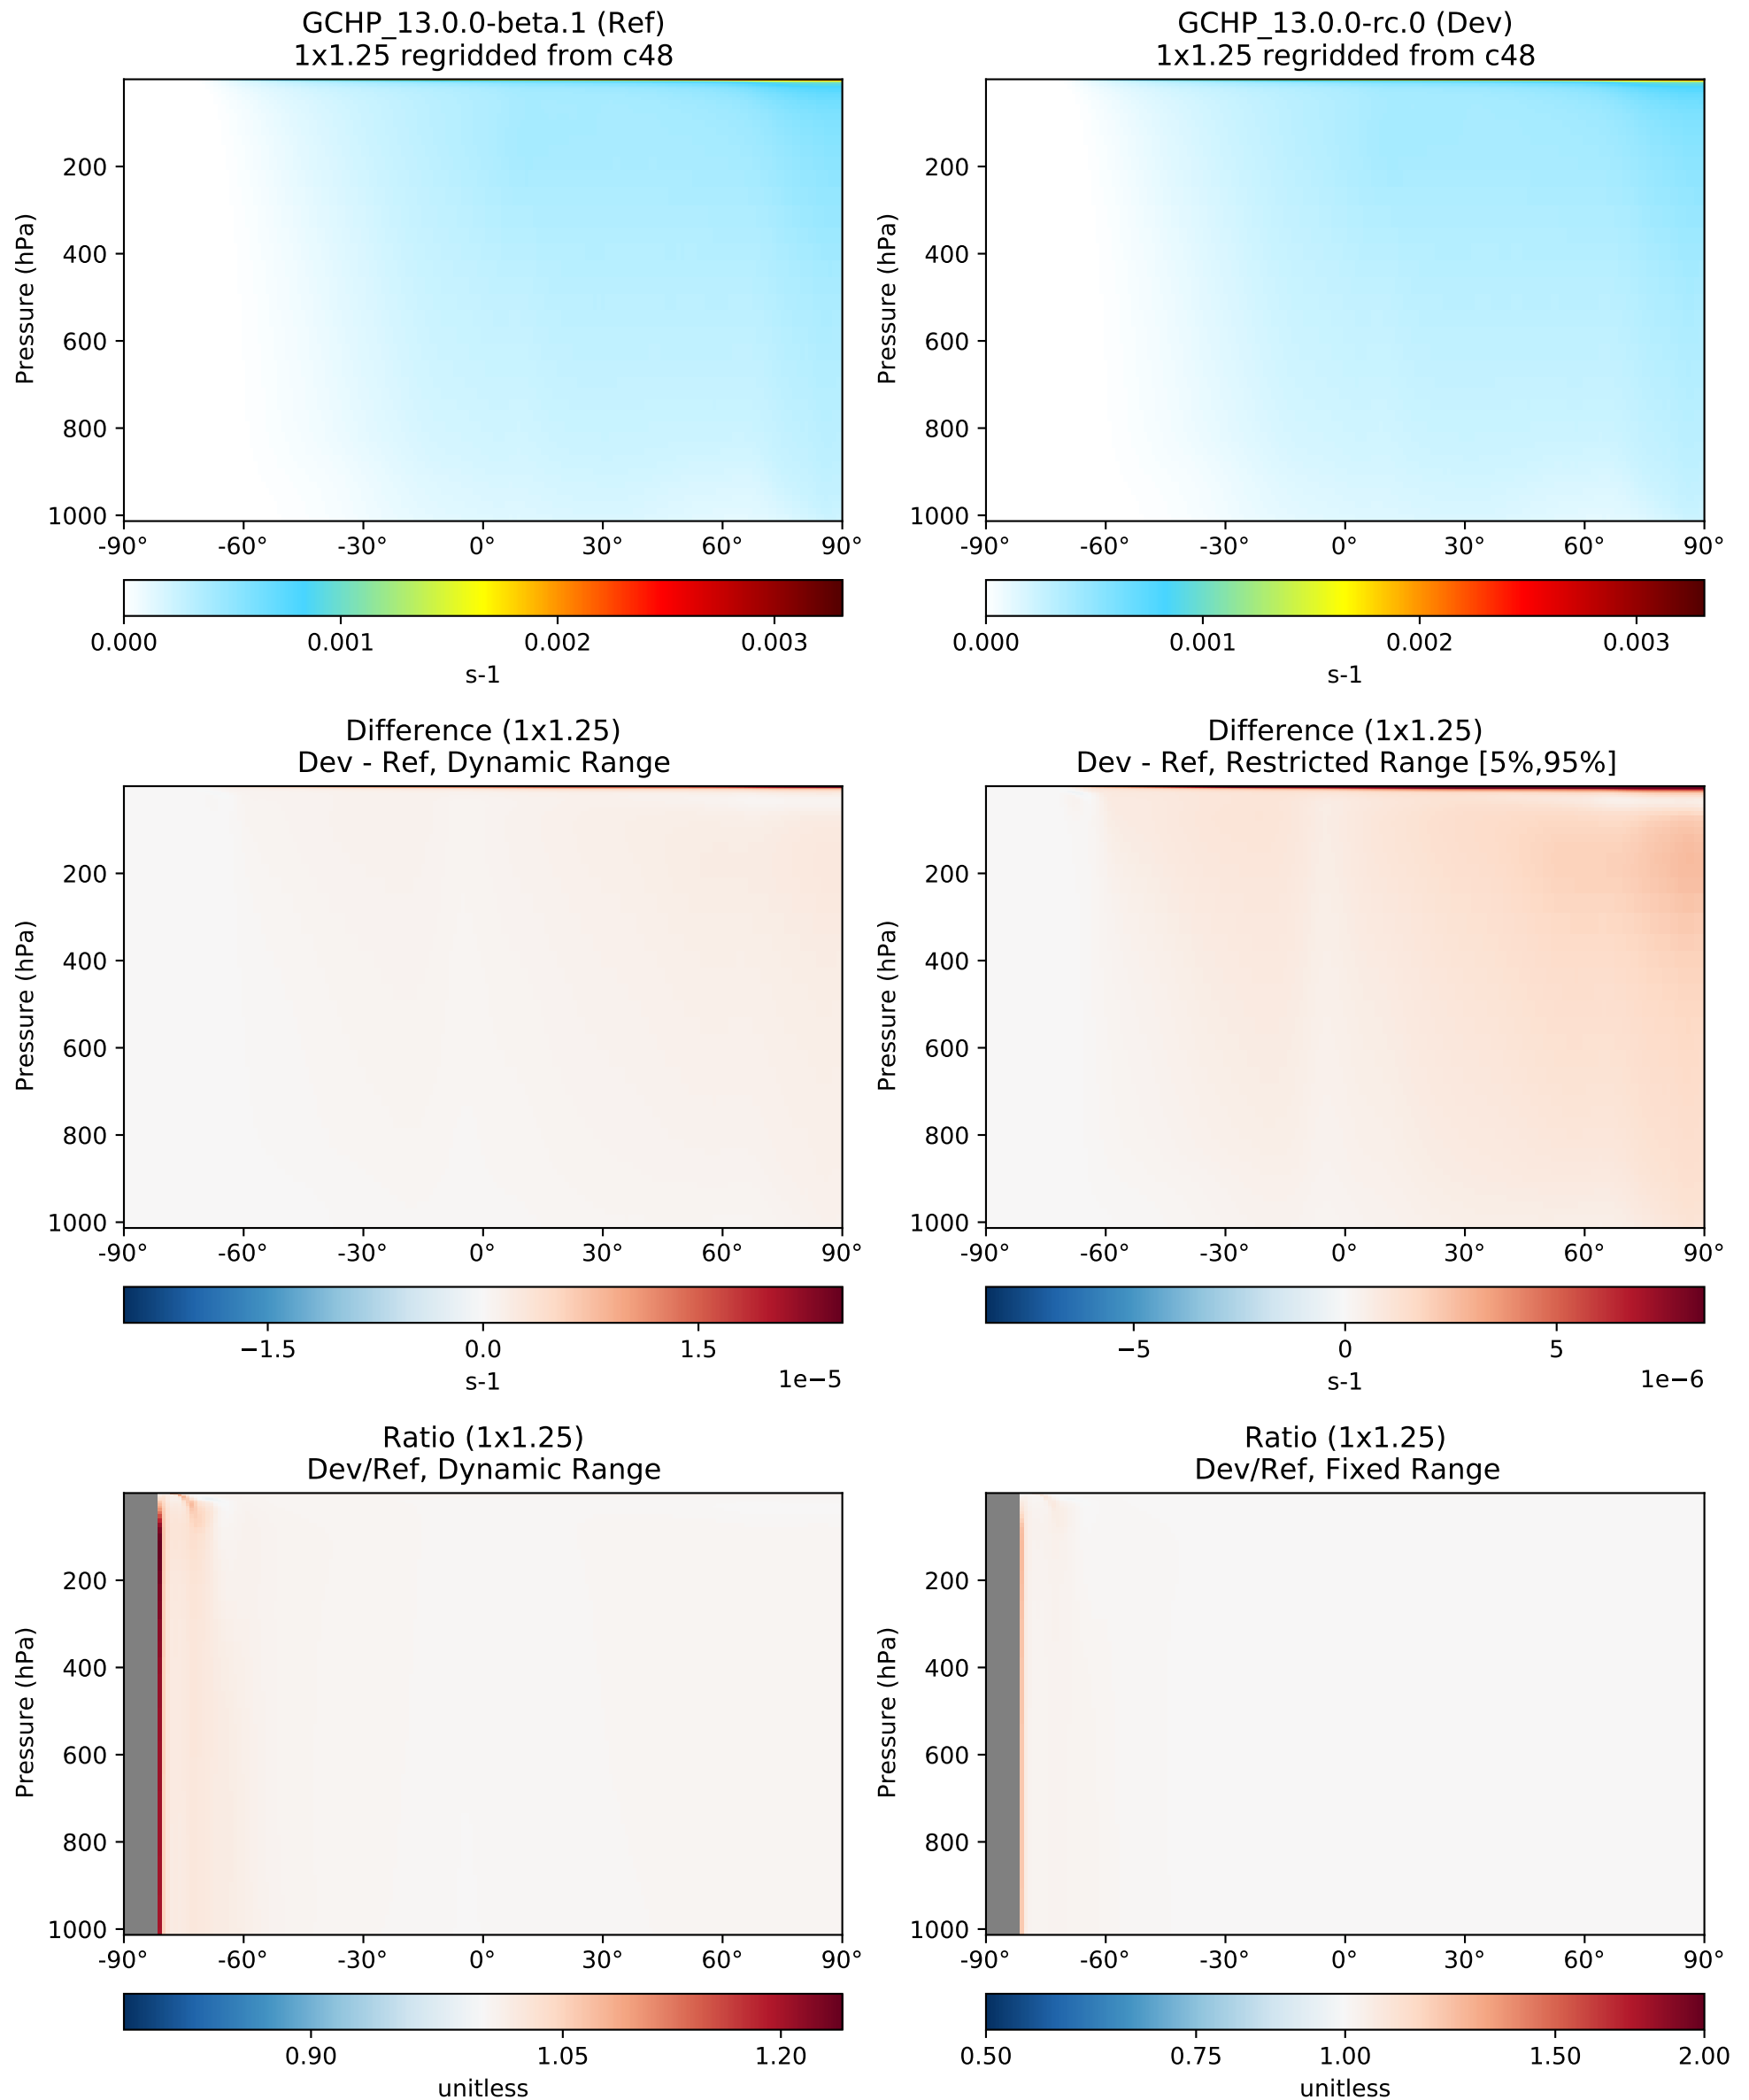 GCHP_13.0.0-beta.1 (Ref)
1x1.25 regridded from c48
Pressure (hPa)
200
400
600
800
1000
-90° -60° -30° 0° 30° 60° 90°
0.000 0.001 0.002 0.003
s-1
GCHP_13.0.0-rc.0 (Dev)
1x1.25 regridded from c48
Pressure (hPa)
200
400
600
800
1000
-90° -60° -30° 0° 30° 60° 90°
0.000 0.001 0.002 0.003
s-1
Difference (1x1.25)
Dev - Ref, Dynamic Range
Pressure (hPa)
200
400
600
800
1000
-90° -60° -30° 0° 30° 60° 90°
−1.5 0.0 1.5
s-1 1e−5
Difference (1x1.25)
Dev - Ref, Restricted Range [5%,95%]
Pressure (hPa)
200
400
600
800
1000
-90° -60° -30° 0° 30° 60° 90°
−5 0 5
s-1 1e−6
Ratio (1x1.25)
Dev/Ref, Dynamic Range
Pressure (hPa)
200
400
600
800
1000
-90° -60° -30° 0° 30° 60° 90°
0.90 1.05 1.20
unitless
Ratio (1x1.25)
Dev/Ref, Fixed Range
Pressure (hPa)
200
400
600
800
1000
-90° -60° -30° 0° 30° 60° 90°
0.50 0.75 1.00 1.50 2.00
unitless